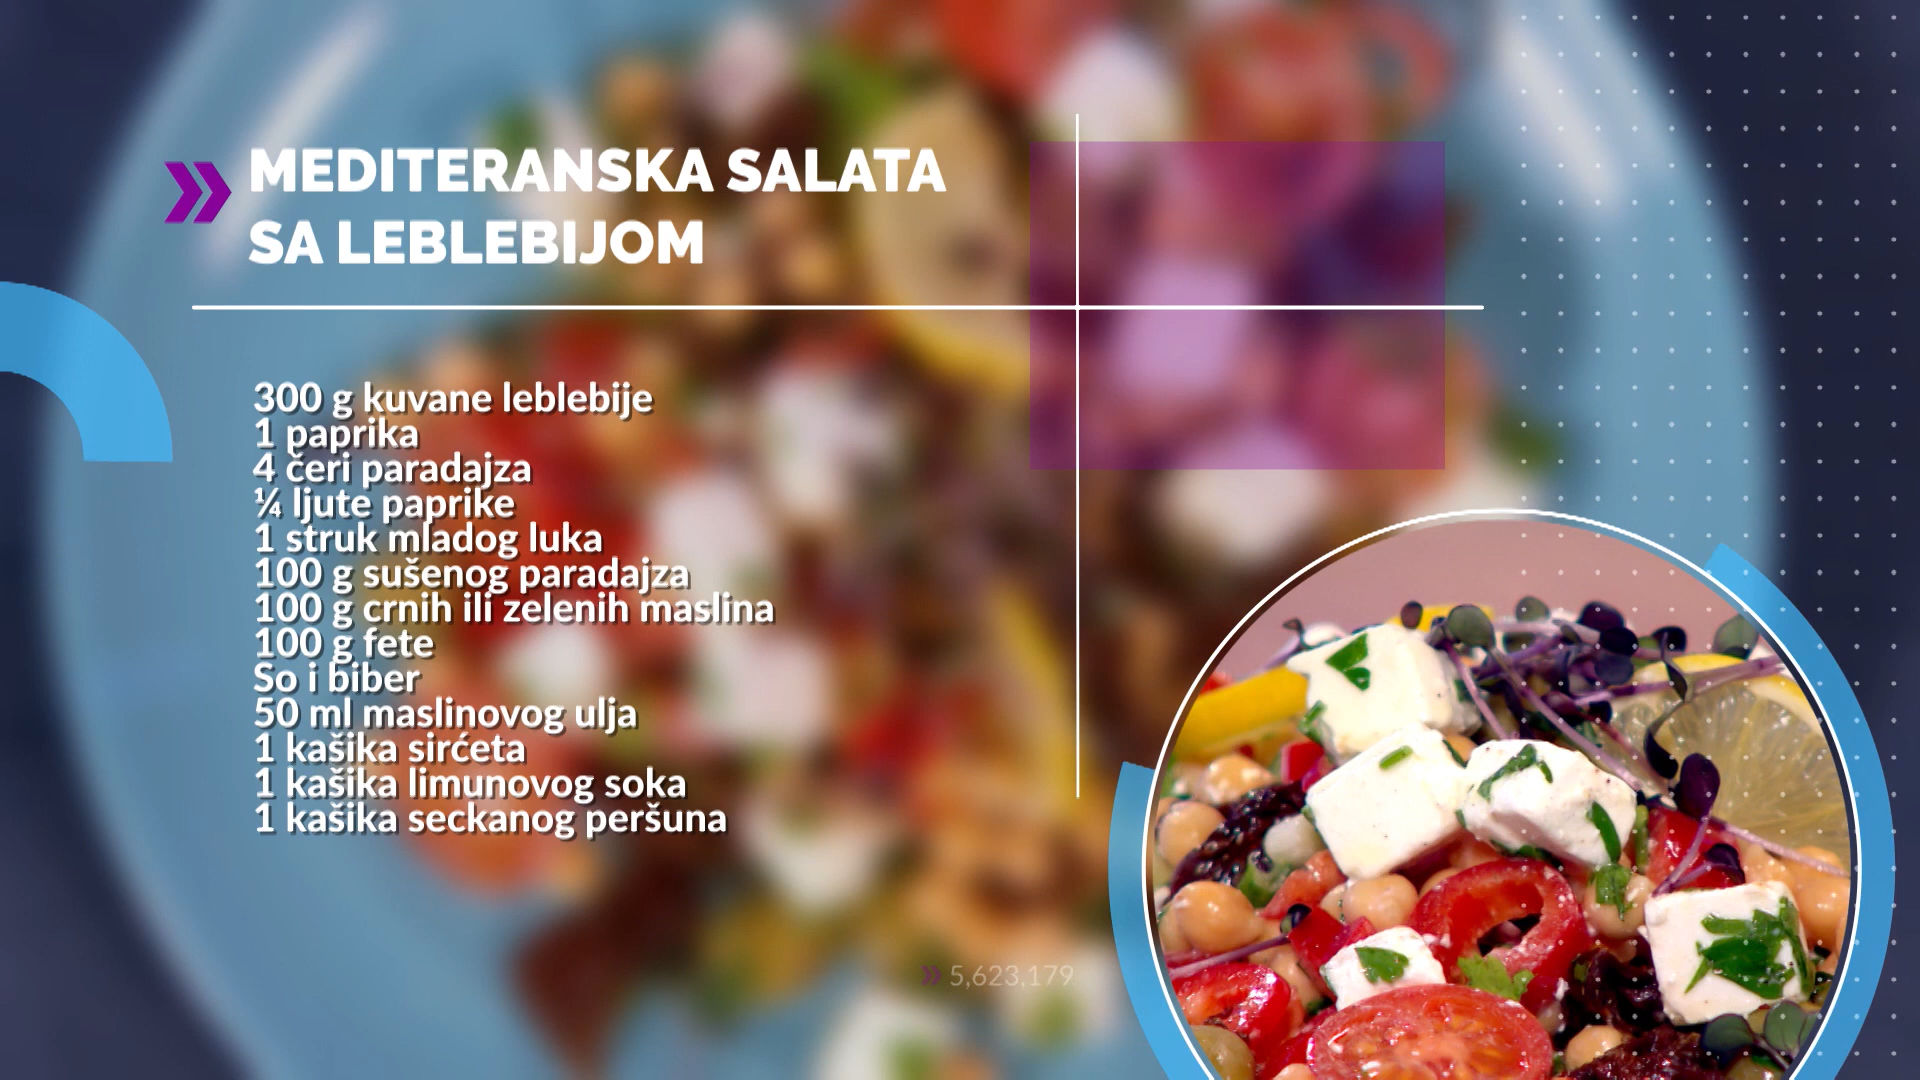 MEDITERANSKA SALATA
SA LEBLEBIJOM
300 g kuvane leblebije
1 paprika
4 čeri paradajza
¼ ljute paprike
1 struk mladog luka
100 g sušenog paradajza
100 g crnih ili zelenih maslina
100 g fete
So i biber
50 ml maslinovog ulja
1 kašika sirćeta
1 kašika limunovog soka
1 kašika seckanog peršuna
5,623,179